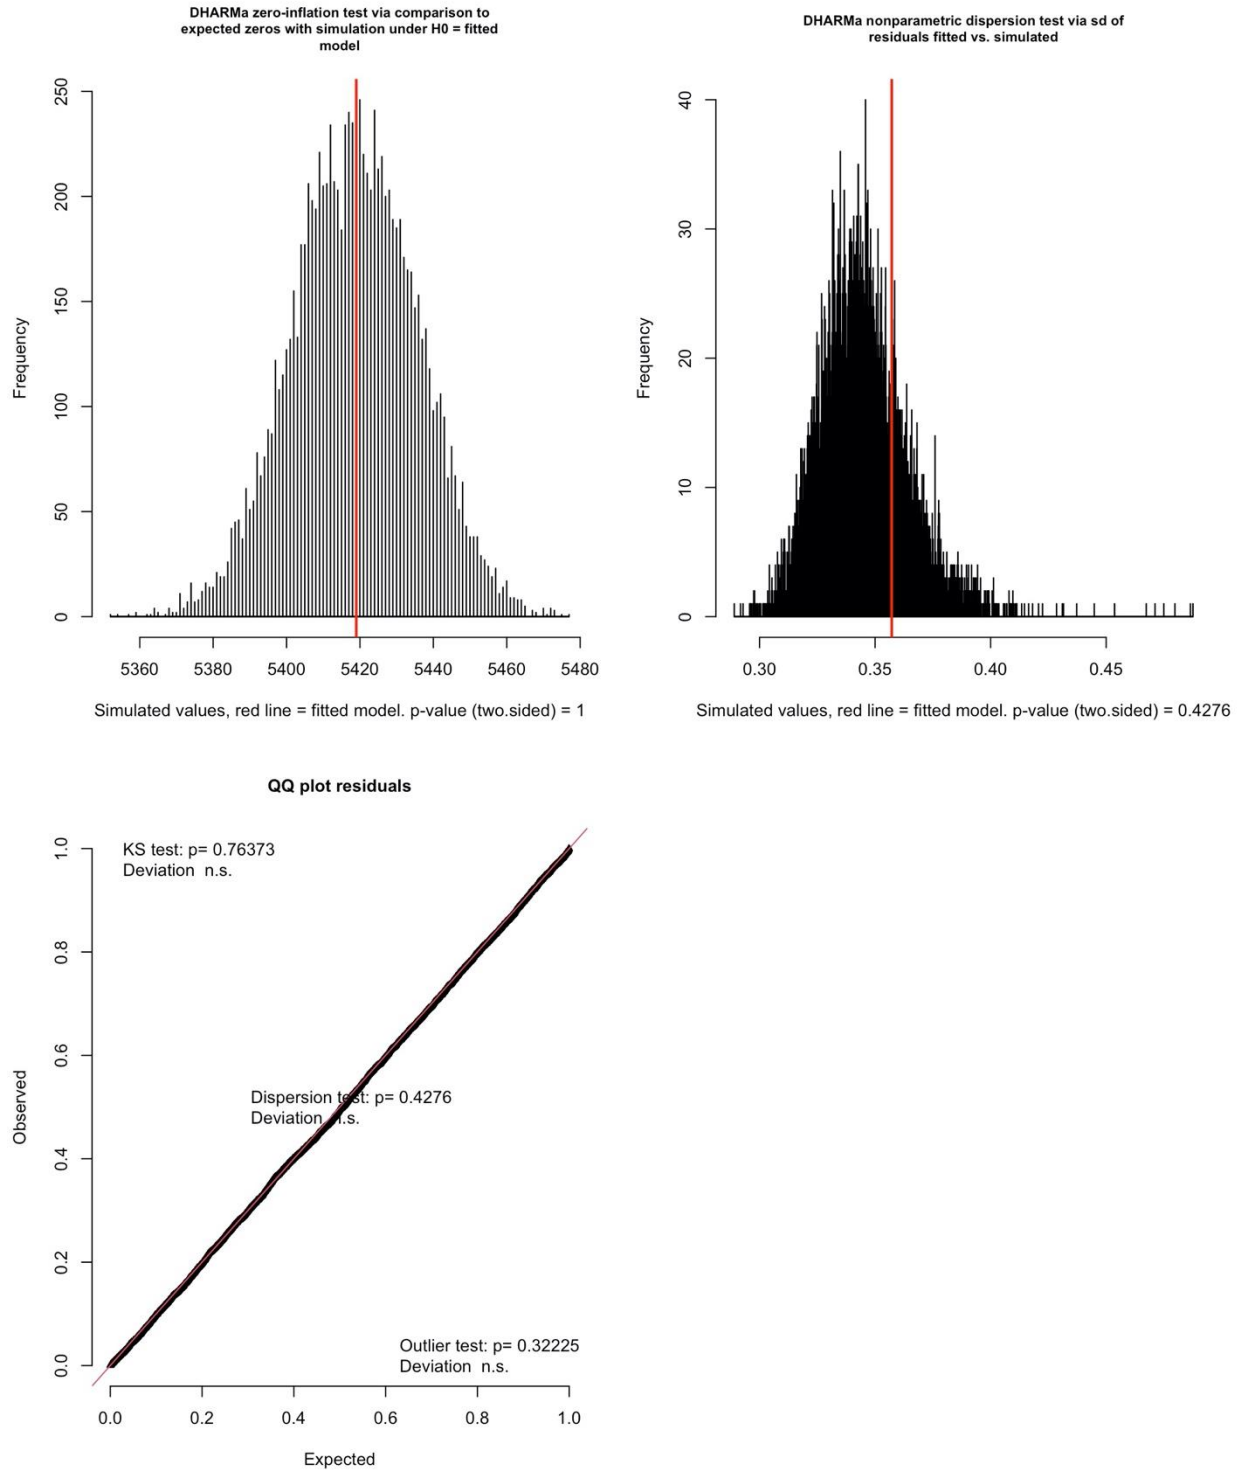 DHARMa zero-inflation test via comparison to
expected zeros with simulation under H0 = fitted
model
Frequency
250
200
150
100
50
0
5360 5380 5400 5420 5440 5460 5480
Simulated values, red line = fitted model. p-value (two.sided) = 1
DHARMa nonparametric dispersion test via sd of
residuals fitted vs. simulated
Frequency
40
30
20
10
0
0.30 0.35 0.40 0.45
Simulated values, red line = fitted model. p-value (two.sided) = 0.4276
QQ plot residuals
Observed
1.0
0.8
0.6
0.4
0.2
0.0
KS test: p= 0.76373
Deviation n.s.
Dispersion test: p= 0.4276
Deviation n.s.
Outlier test: p= 0.32225
Deviation n.s.
0.0 0.2 0.4 0.6 0.8 1.0
Expected